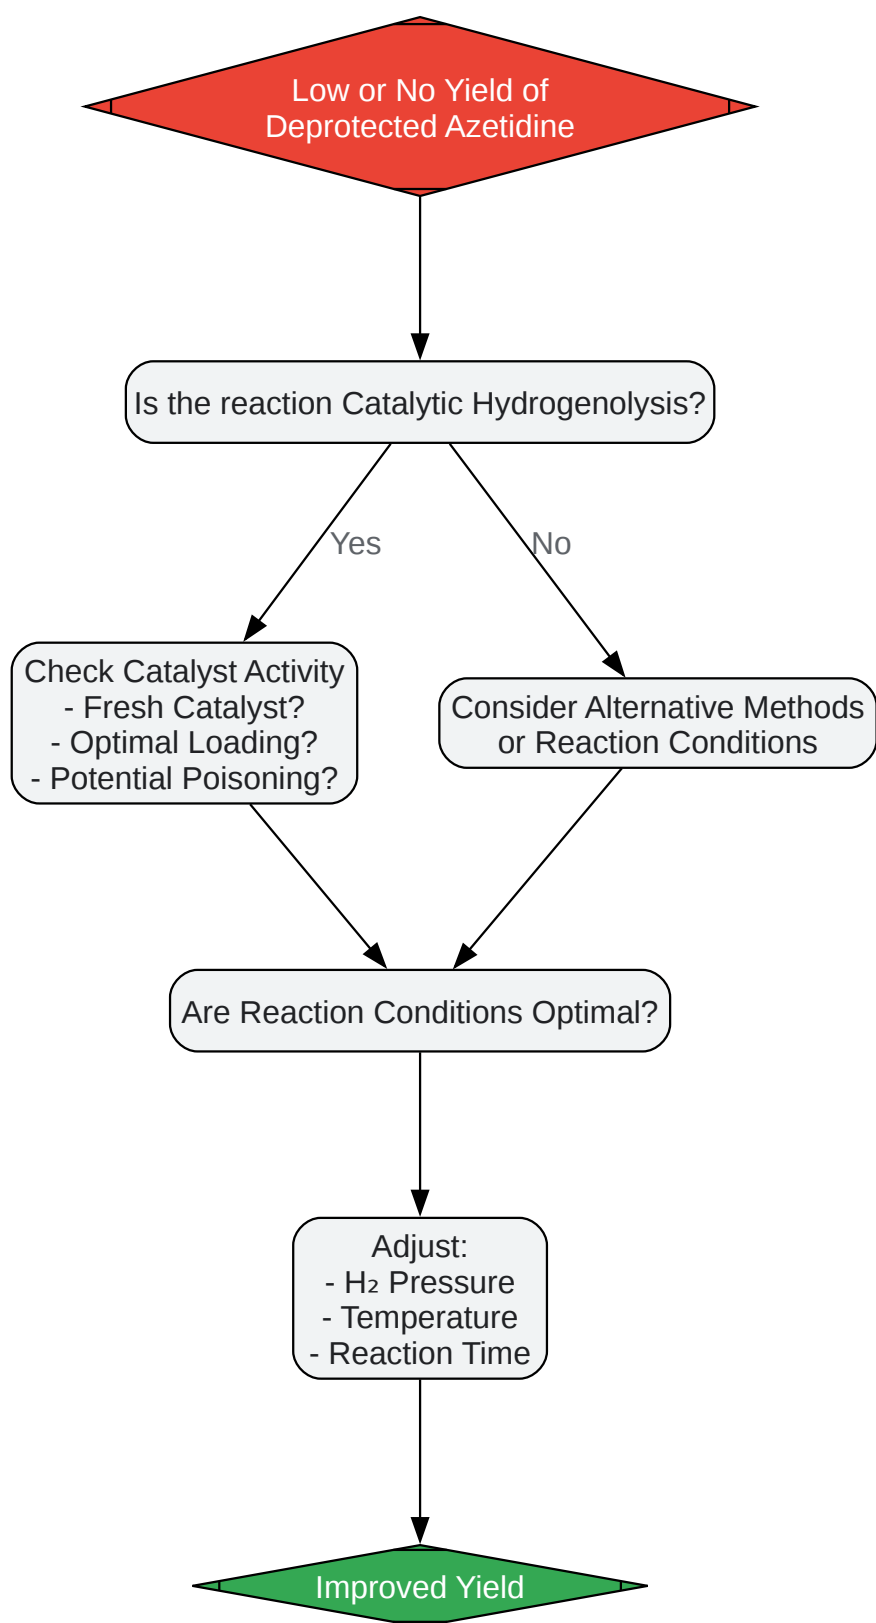 Low or No Yield of
Deprotected Azetidine
Is the reaction Catalytic Hydrogenolysis?
Yes
No
Check Catalyst Activity
- Fresh Catalyst?
- Optimal Loading?
- Potential Poisoning?
Consider Alternative Methods
or Reaction Conditions
Are Reaction Conditions Optimal?
Adjust:
- H₂ Pressure
- Temperature
- Reaction Time
Improved Yield